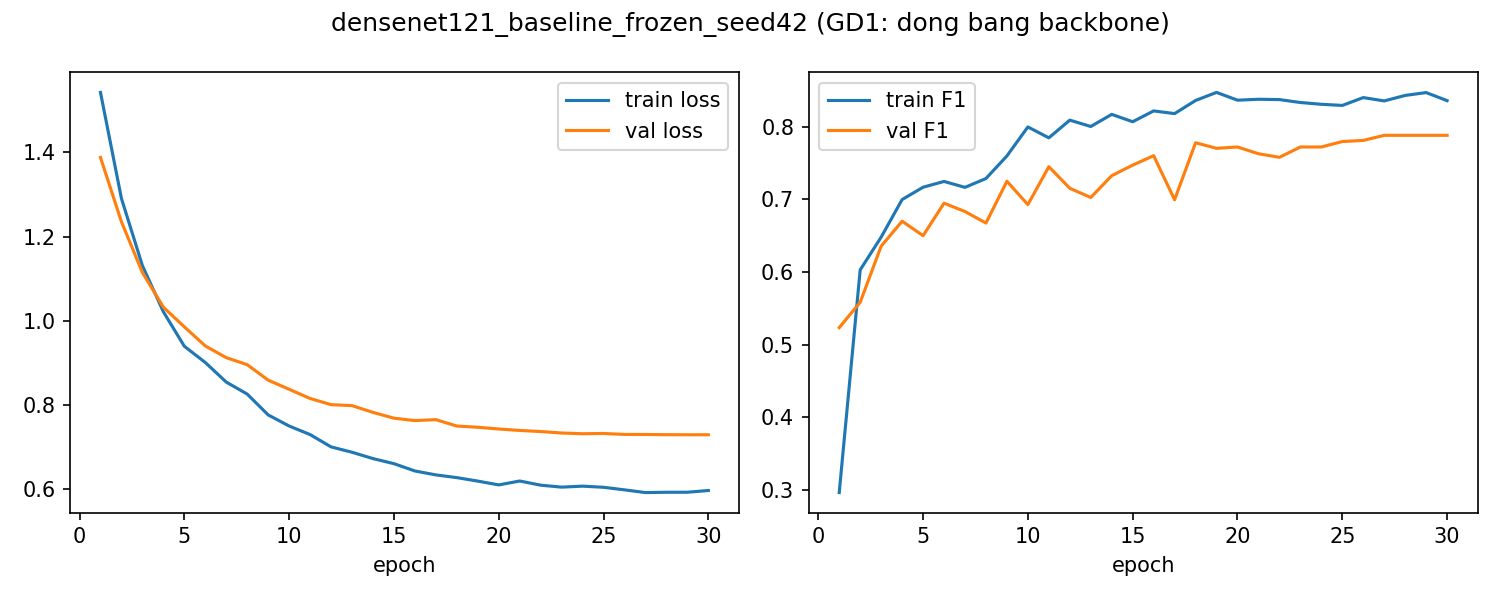 densenet121_baseline_frozen_seed42 (GD1: dong bang backbone)
train loss
val loss
1.4
1.2
1.0
0.8
0.6
0 5 10 15 20 25 30
epoch
train F1
val F1
0.8
0.7
0.6
0.5
0.4
0.3
0 5 10 15 20 25 30
epoch